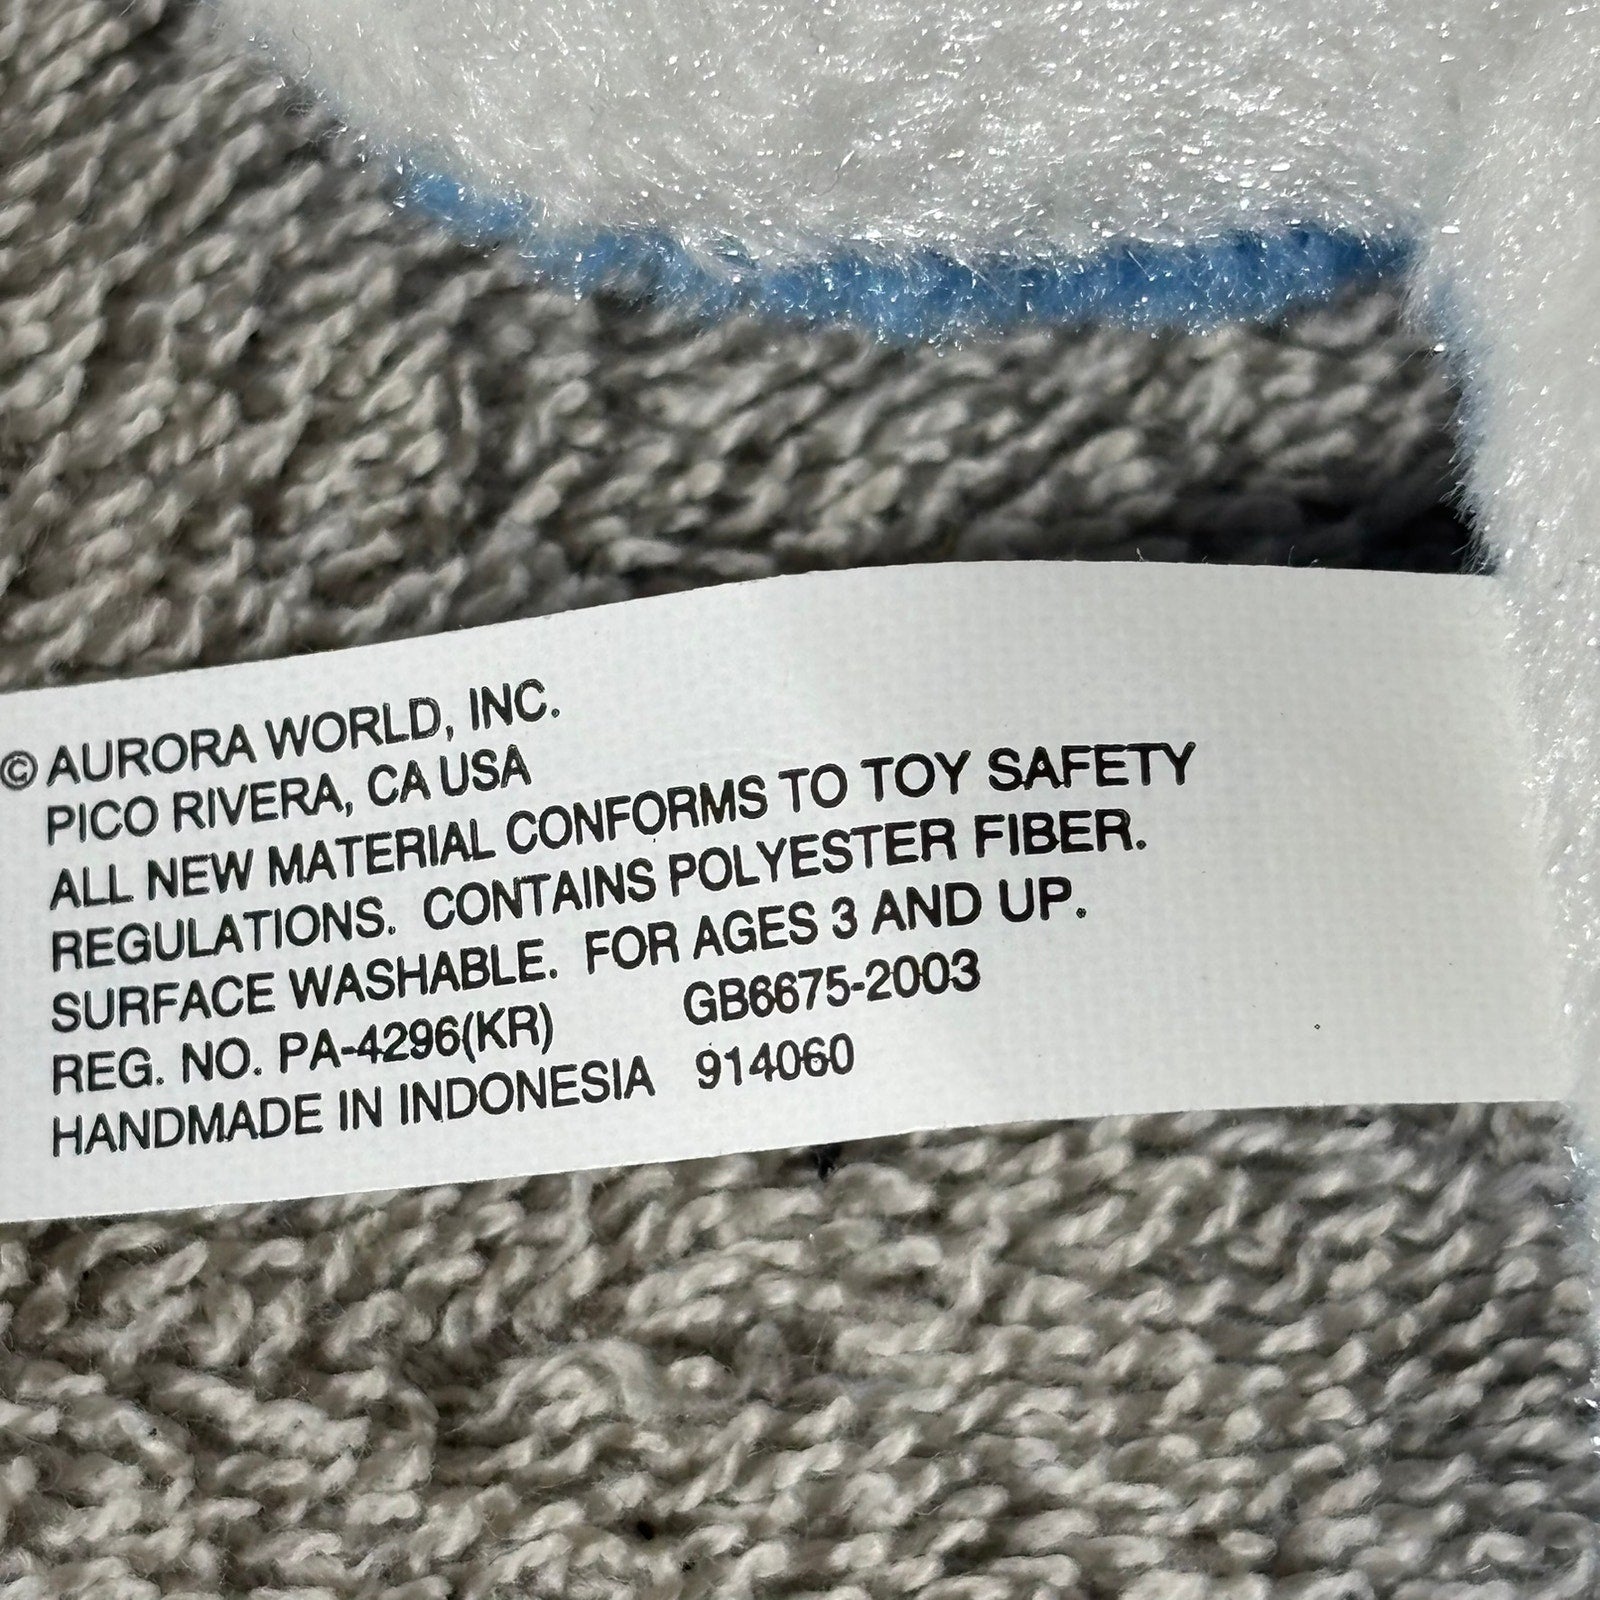 © AURORA WORLD, INC.
PICO RIVERA, CA USA
ALL NEW MATERIAL CONFORMS TO TOY SAFETY
REGULATIONS. CONTAINS POLYESTER FIBER.
SURFACE WASHABLE. FOR AGES 3 AND UP.
REG. NO. PA-4296(KR) GB6675-2003
HANDMADE IN INDONESIA 914060